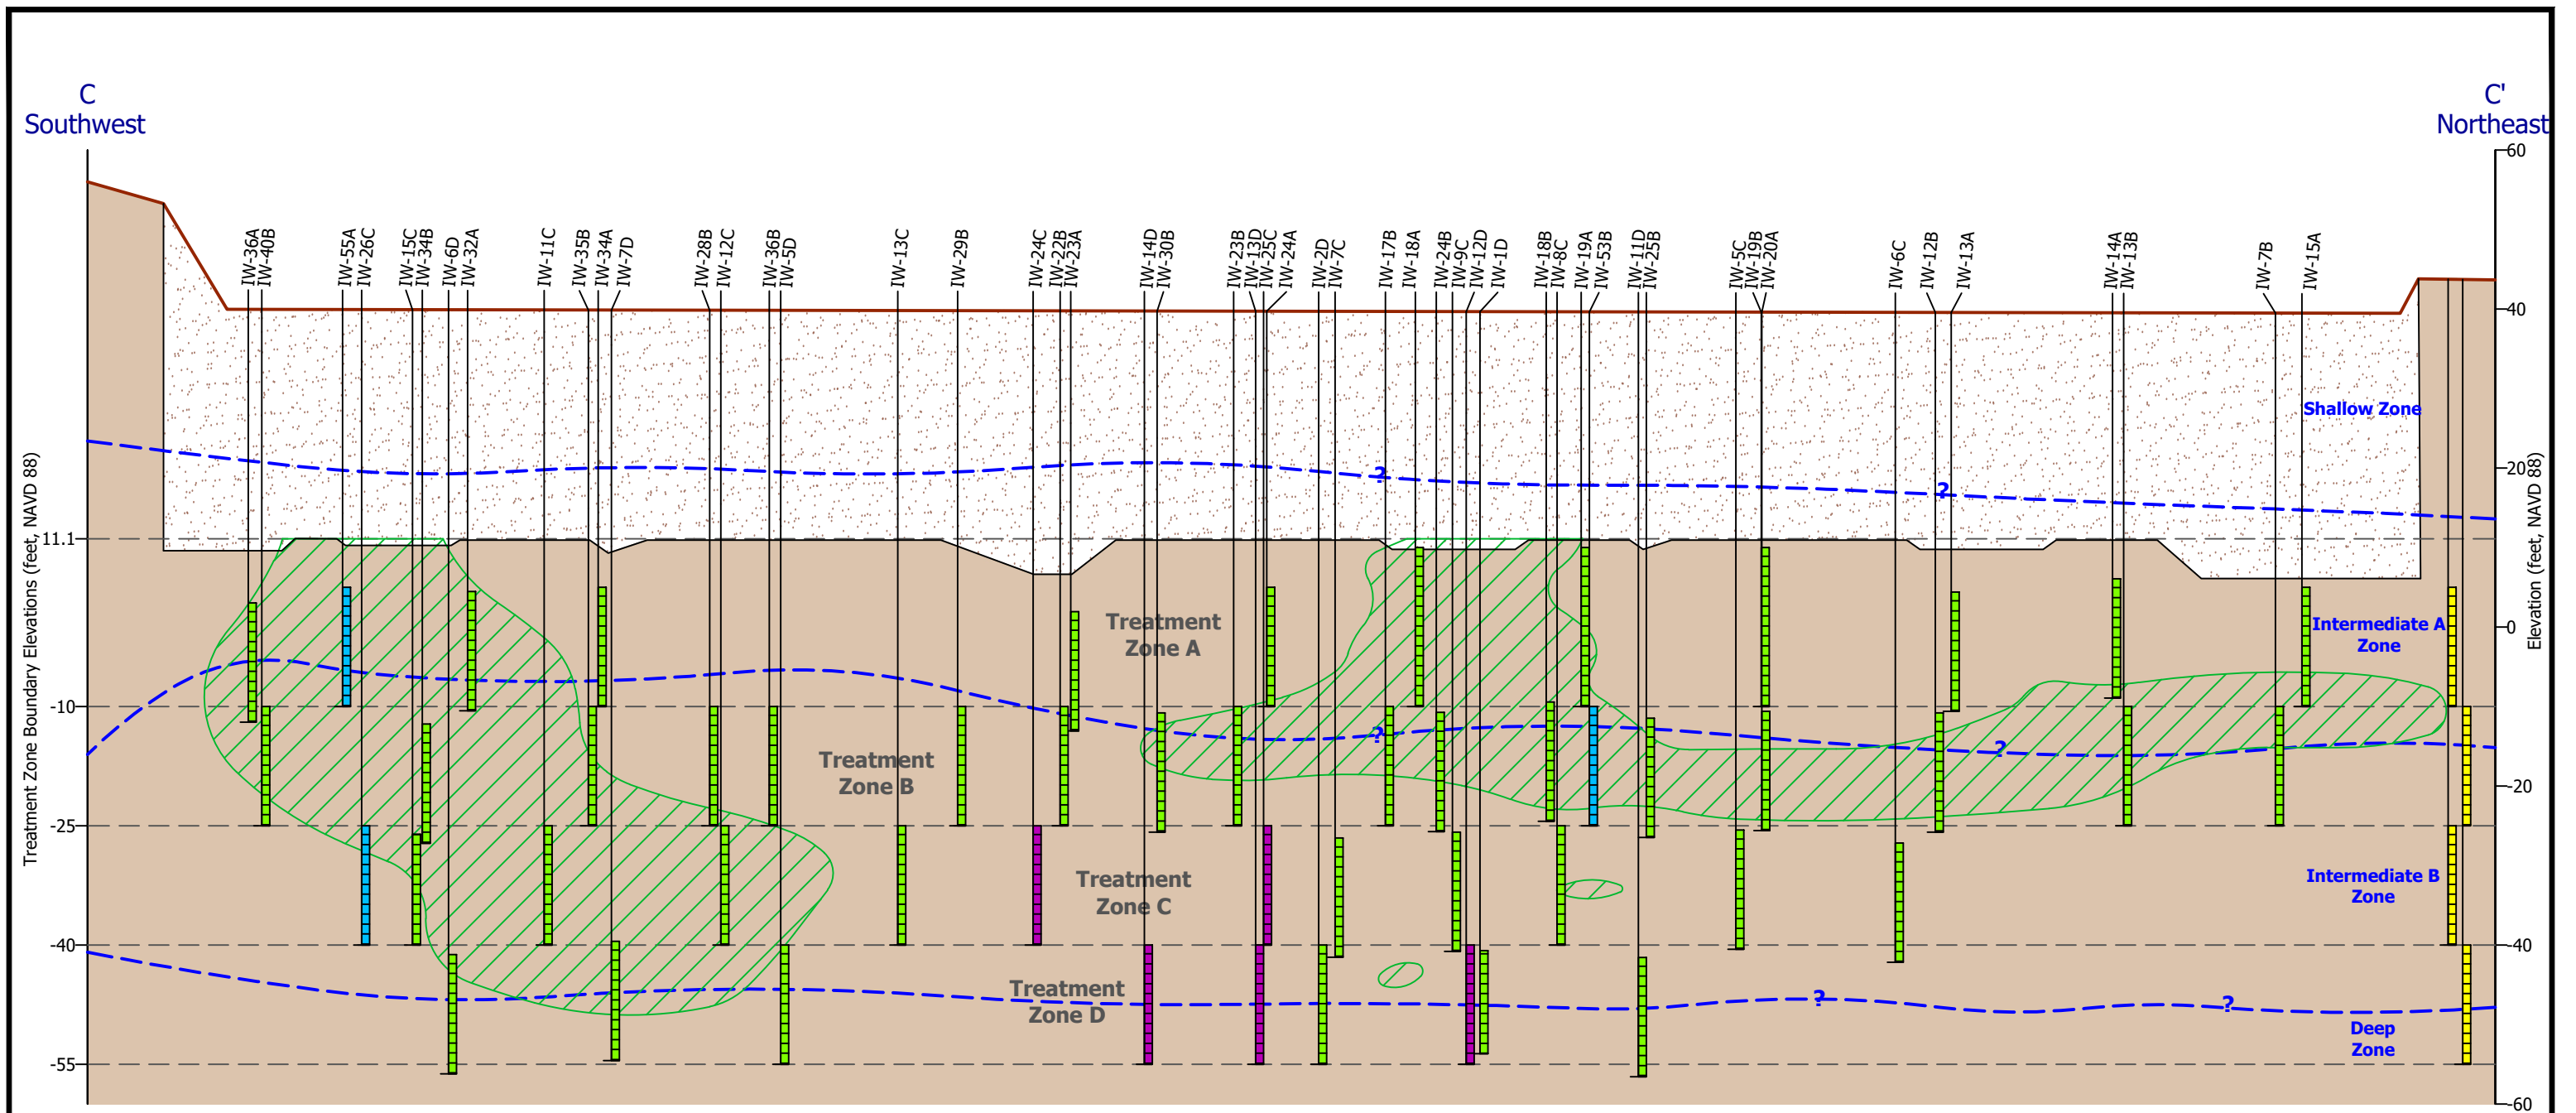 C
Southwest
C'
Northeast
60
IW-36A
IW-40B
IW-55A
IW-26C
IW-15C
IW-34B
IW-6D
IW-32A
IW-11C
IW-35B
IW-34A
IW-7D
IW-28B
IW-12C
IW-36B
IW-5D
IW-13C
IW-29B
IW-24C
IW-22B
IW-23A
IW-14D
IW-30B
IW-23B
IW-13D
IW-25C
IW-24A
IW-2D
IW-7C
IW-17B
IW-18A
IW-24B
IW-9C
IW-12D
IW-1D
IW-18B
IW-8C
IW-19A
IW-53B
IW-11D
IW-25B
IW-5C
IW-19B
IW-20A
IW-6C
IW-12B
IW-13A
IW-14A
IW-13B
IW-7B
IW-15A
40
Shallow Zone
20
?
?
11.1
Treatment Zone Boundary Elevations (feet, NAVD 88)
Elevation (feet, NAVD 88)
Treatment
Zone A
Intermediate A
Zone
0
-10
?
?
Treatment
Zone B
-20
-25
Treatment
Zone C
Intermediate B
Zone
-40
-40
Treatment
Zone D
?
?
Deep
Zone
-55
-60